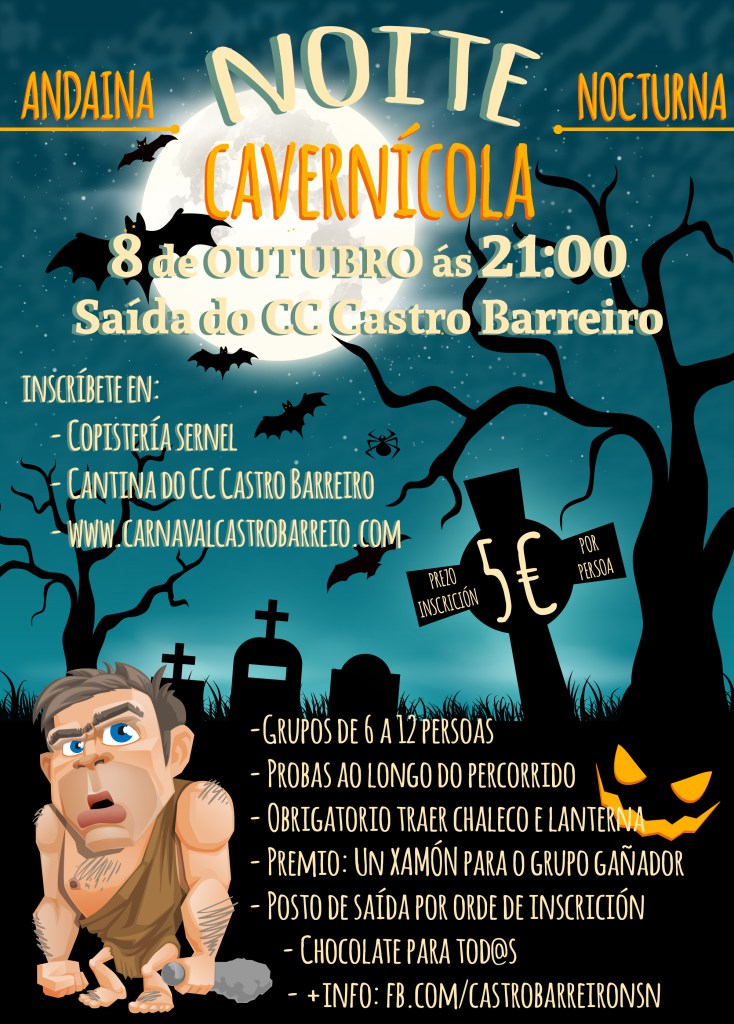 ANDAINA NOITE NOCTURNA
CAVERNÍCOLA
8 de OUTUBRO ás 21:00
Saída do CC Castro Barreiro
INSCRÍBETE EN:
- COPISTERÍA SERNEL
- CANTINA DO CC CASTRO BARREIRO
- WWW.CARNAVALCASTROBARREIO.COM
PREZO
INSCRICIÓN
5€
POR
PERSOA
-GRUPOS DE 6 A 12 PERSOAS
- PROBAS AO LONGO DO PERCORRIDO
- OBRIGATORIO TRAER CHALECO E LANTERNA
- PREMIO: UN XAMÓN PARA O GRUPO GAÑADOR
- POSTO DE SAÍDA POR ORDE DE INSCRICIÓN
- CHOCOLATE PARA TOD@S
- +INFO: FB.COM/CASTROBARREIRONSN